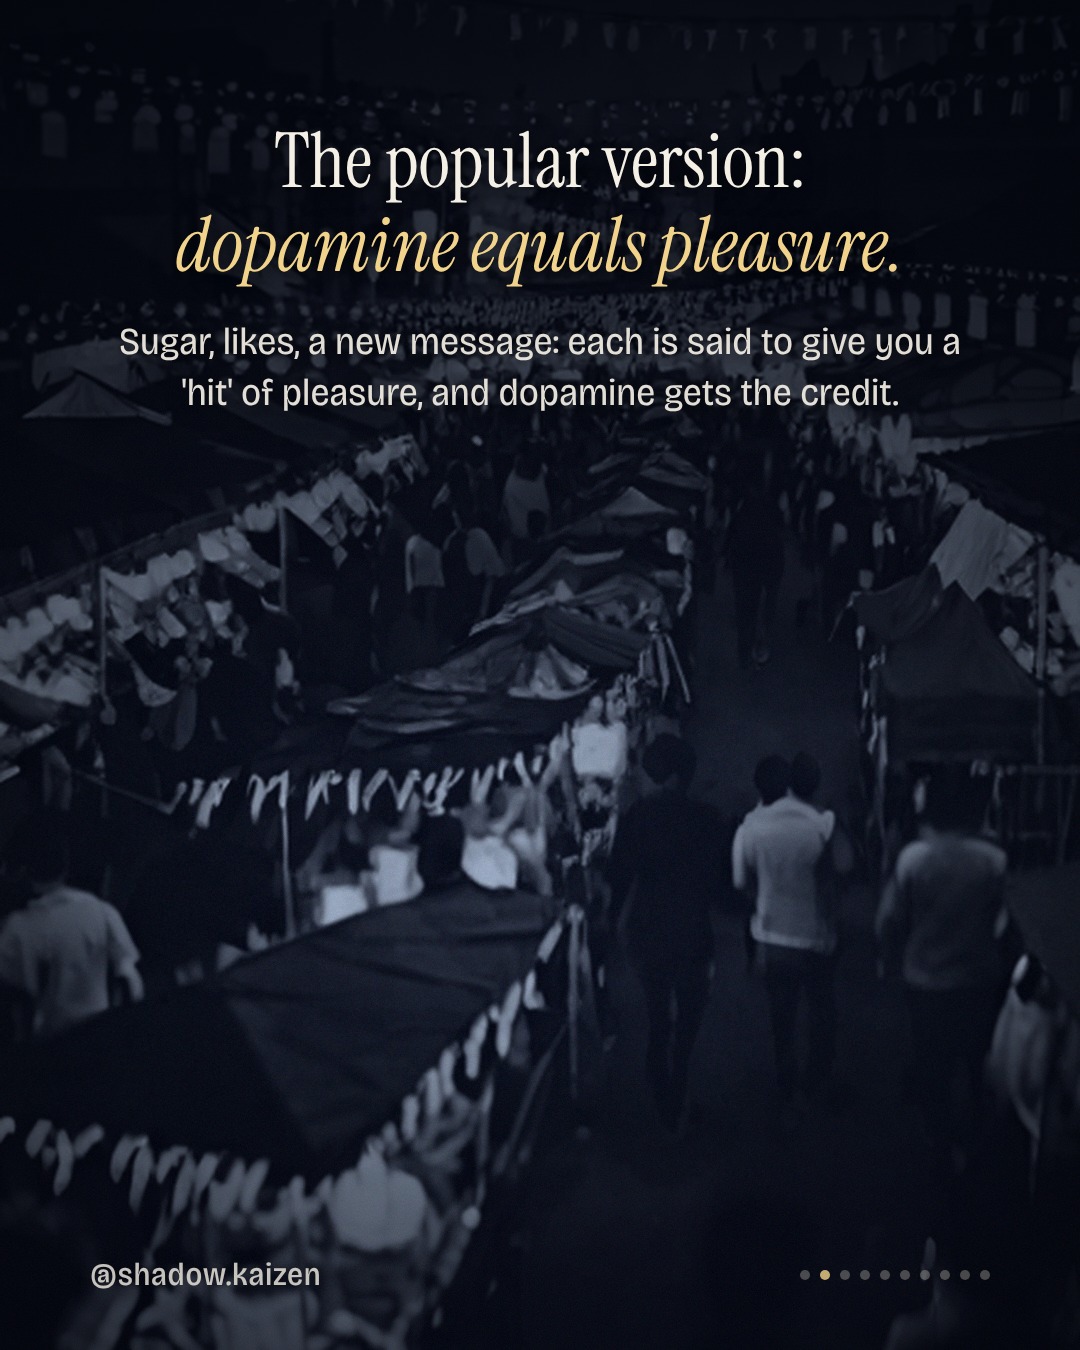 The popular version:
dopamine equals pleasure.
Sugar, likes, a new message: each is said to give you a
'hit' of pleasure, and dopamine gets the credit.
@shadow.kaizen